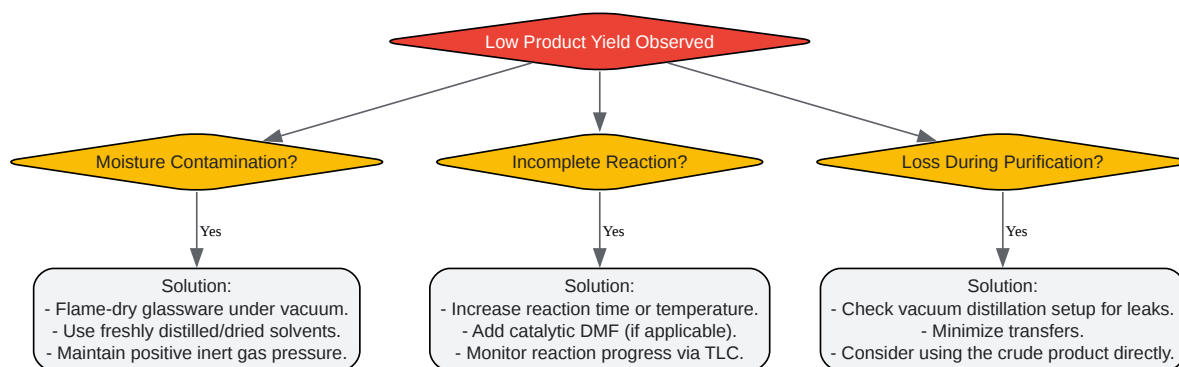 Low Product Yield Observed
Moisture Contamination?
Incomplete Reaction?
Loss During Purification?
Yes
Yes
Yes
Solution:
- Flame-dry glassware under vacuum.
- Use freshly distilled/dried solvents.
- Maintain positive inert gas pressure.
Solution:
- Increase reaction time or temperature.
- Add catalytic DMF (if applicable).
- Monitor reaction progress via TLC.
Solution:
- Check vacuum distillation setup for leaks.
- Minimize transfers.
- Consider using the crude product directly.